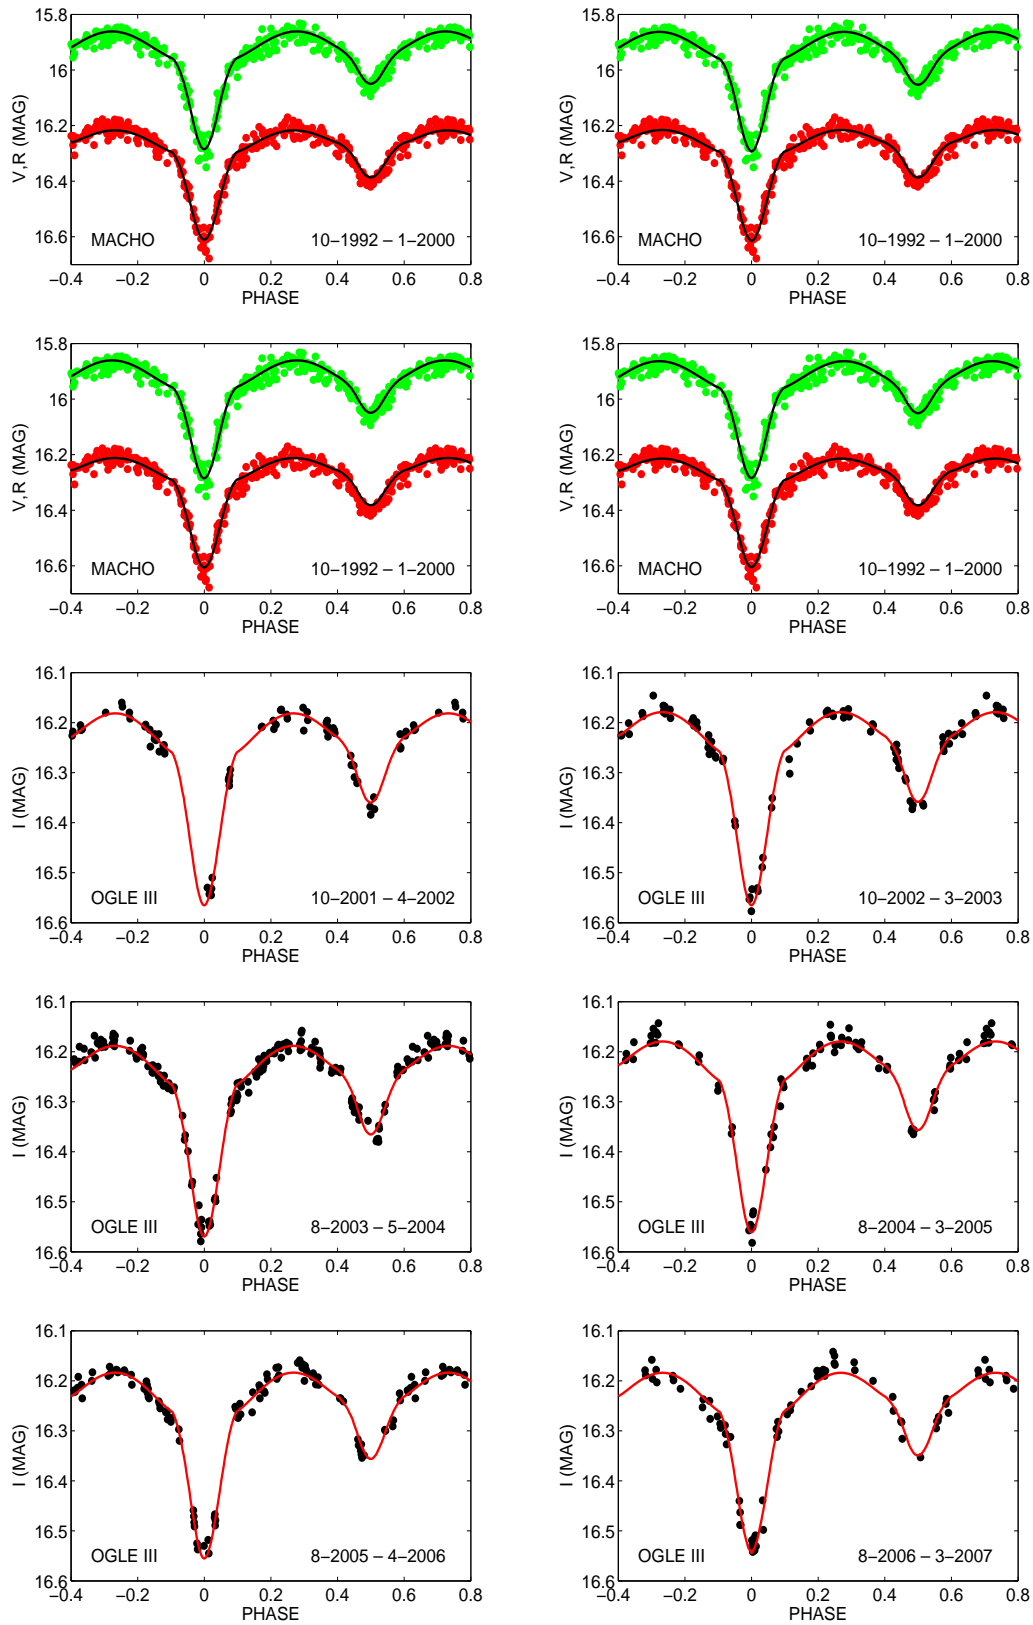 15.8
16
16.2
16.4
16.6
V,R (MAG)
MACHO
10−1992 − 1−2000
−0.4 −0.2 0 0.2 0.4 0.6 0.8
PHASE
15.8
16
16.2
16.4
16.6
V,R (MAG)
MACHO
10−1992 − 1−2000
−0.4 −0.2 0 0.2 0.4 0.6 0.8
PHASE
15.8
16
16.2
16.4
16.6
V,R (MAG)
MACHO
10−1992 − 1−2000
−0.4 −0.2 0 0.2 0.4 0.6 0.8
PHASE
15.8
16
16.2
16.4
16.6
V,R (MAG)
MACHO
10−1992 − 1−2000
−0.4 −0.2 0 0.2 0.4 0.6 0.8
PHASE
16.1
16.2
16.3
16.4
16.5
16.6
I (MAG)
OGLE III
10−2001 − 4−2002
−0.4 −0.2 0 0.2 0.4 0.6 0.8
PHASE
16.1
16.2
16.3
16.4
16.5
16.6
I (MAG)
OGLE III
10−2002 − 3−2003
−0.4 −0.2 0 0.2 0.4 0.6 0.8
PHASE
16.1
16.2
16.3
16.4
16.5
16.6
I (MAG)
OGLE III
8−2003 − 5−2004
−0.4 −0.2 0 0.2 0.4 0.6 0.8
PHASE
16.1
16.2
16.3
16.4
16.5
16.6
I (MAG)
OGLE III
8−2004 − 3−2005
−0.4 −0.2 0 0.2 0.4 0.6 0.8
PHASE
16.1
16.2
16.3
16.4
16.5
16.6
I (MAG)
OGLE III
8−2005 − 4−2006
−0.4 −0.2 0 0.2 0.4 0.6 0.8
PHASE
16.1
16.2
16.3
16.4
16.5
16.6
I (MAG)
OGLE III
8−2006 − 3−2007
−0.4 −0.2 0 0.2 0.4 0.6 0.8
PHASE